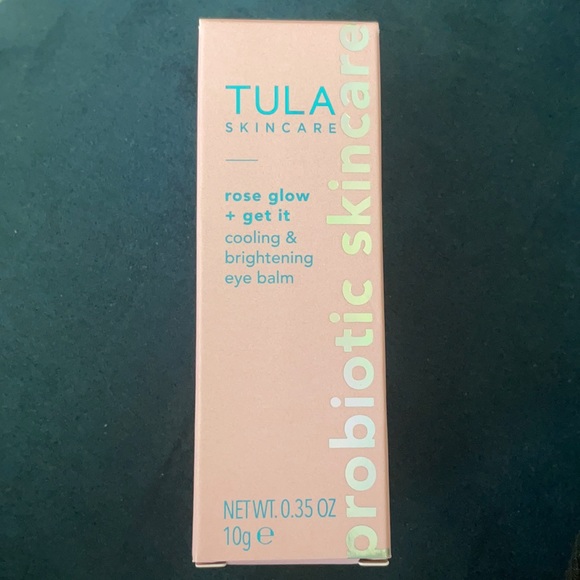 TULA
SKINCARE
rose glow
+ get it
cooling &
brightening
eye balm
NET WT. 0.35 OZ
10g ℮
probiotic skincare